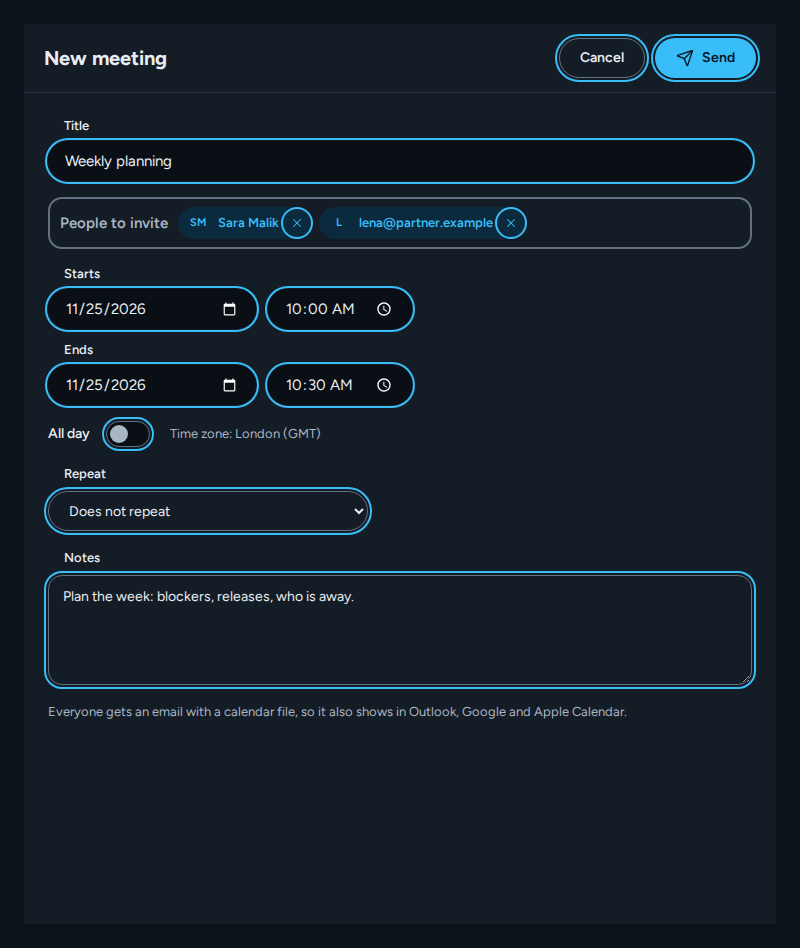 New meeting
Cancel
Send
Title
Weekly planning
People to invite SM Sara Malik L lena@partner.example
Starts
11/25/2026 10:00 AM
Ends
11/25/2026 10:30 AM
All day Time zone: London (GMT)
Repeat
Does not repeat
Notes
Plan the week: blockers, releases, who is away.
Everyone gets an email with a calendar file, so it also shows in Outlook, Google and Apple Calendar.